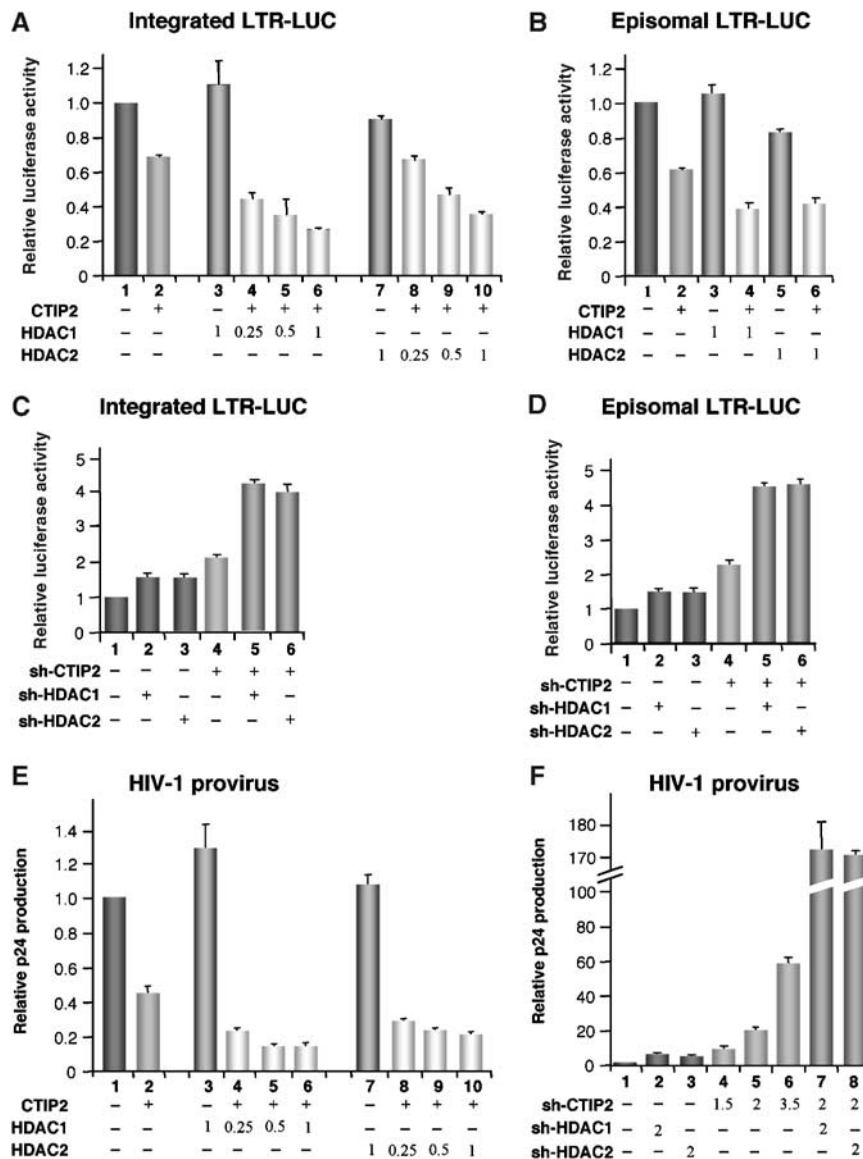 A Integrated LTR-LUC
Relative luciferase activity
1.2
1.0
0.8
0.6
0.4
0.2
0
1 2 3 4 5 6 7 8 9 10
CTIP2 – + – + + + – + + +
HDAC1 – – 1 0.25 0.5 1 – – – –
HDAC2 – – – – – – 1 0.25 0.5 1
B Episomal LTR-LUC
Relative luciferase activity
1.2
1.0
0.8
0.6
0.4
0.2
0
1 2 3 4 5 6
CTIP2 – + – + – +
HDAC1 – – 1 1 – –
HDAC2 – – – – 1 1
C Integrated LTR-LUC
Relative luciferase activity
5
4
3
2
1
0
1 2 3 4 5 6
sh-CTIP2 – – – + + +
sh-HDAC1 – + – – + –
sh-HDAC2 – – + – – +
D Episomal LTR-LUC
Relative luciferase activity
5
4
3
2
1
0
1 2 3 4 5 6
sh-CTIP2 – – – + + +
sh-HDAC1 – + – – + –
sh-HDAC2 – – + – – +
E HIV-1 provirus
Relative p24 production
1.4
1.2
1.0
0.8
0.6
0.4
0.2
0
1 2 3 4 5 6 7 8 9 10
CTIP2 – + – + + + – + + +
HDAC1 – – 1 0.25 0.5 1 – – – –
HDAC2 – – – – – – 1 0.25 0.5 1
F HIV-1 provirus
Relative p24 production
180
170
100
80
60
40
20
0
1 2 3 4 5 6 7 8
sh-CTIP2 – – – 1.5 2 3.5 2 2
sh-HDAC1 – 2 – – – – 2 –
sh-HDAC2 – – 2 – – – – 2